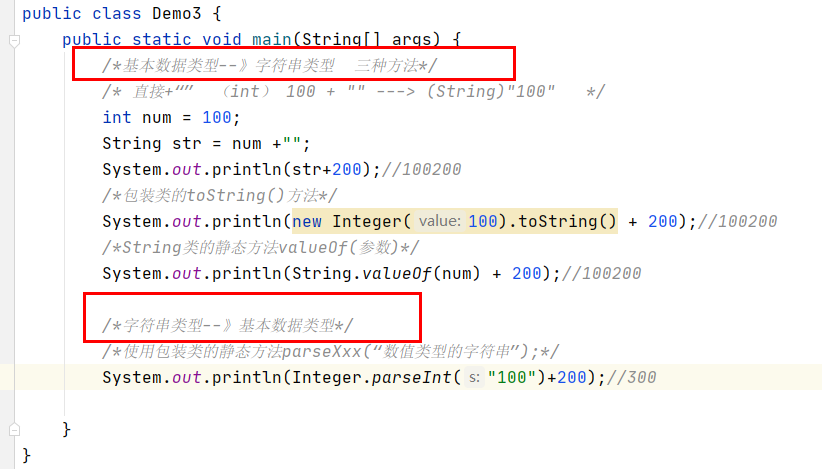 public class Demo3 {
public static void main(String[] args) {
/*基本数据类型--》字符串类型  三种方法*/
/* 直接+“” （int） 100 + "" ---> (String)"100"   */
int num = 100;
String str = num +"";
System.out.println(str+200);//100200
/*包装类的toString()方法*/
System.out.println(new Integer( value: 100).toString() + 200);//100200
/*String类的静态方法valueOf(参数)*/
System.out.println(String.valueOf(num) + 200);//100200
/*字符串类型--》基本数据类型*/
/*使用包装类的静态方法parseXxx(“数值类型的字符串”);*/
System.out.println(Integer.parseInt( s: "100")+200);//300
}
}